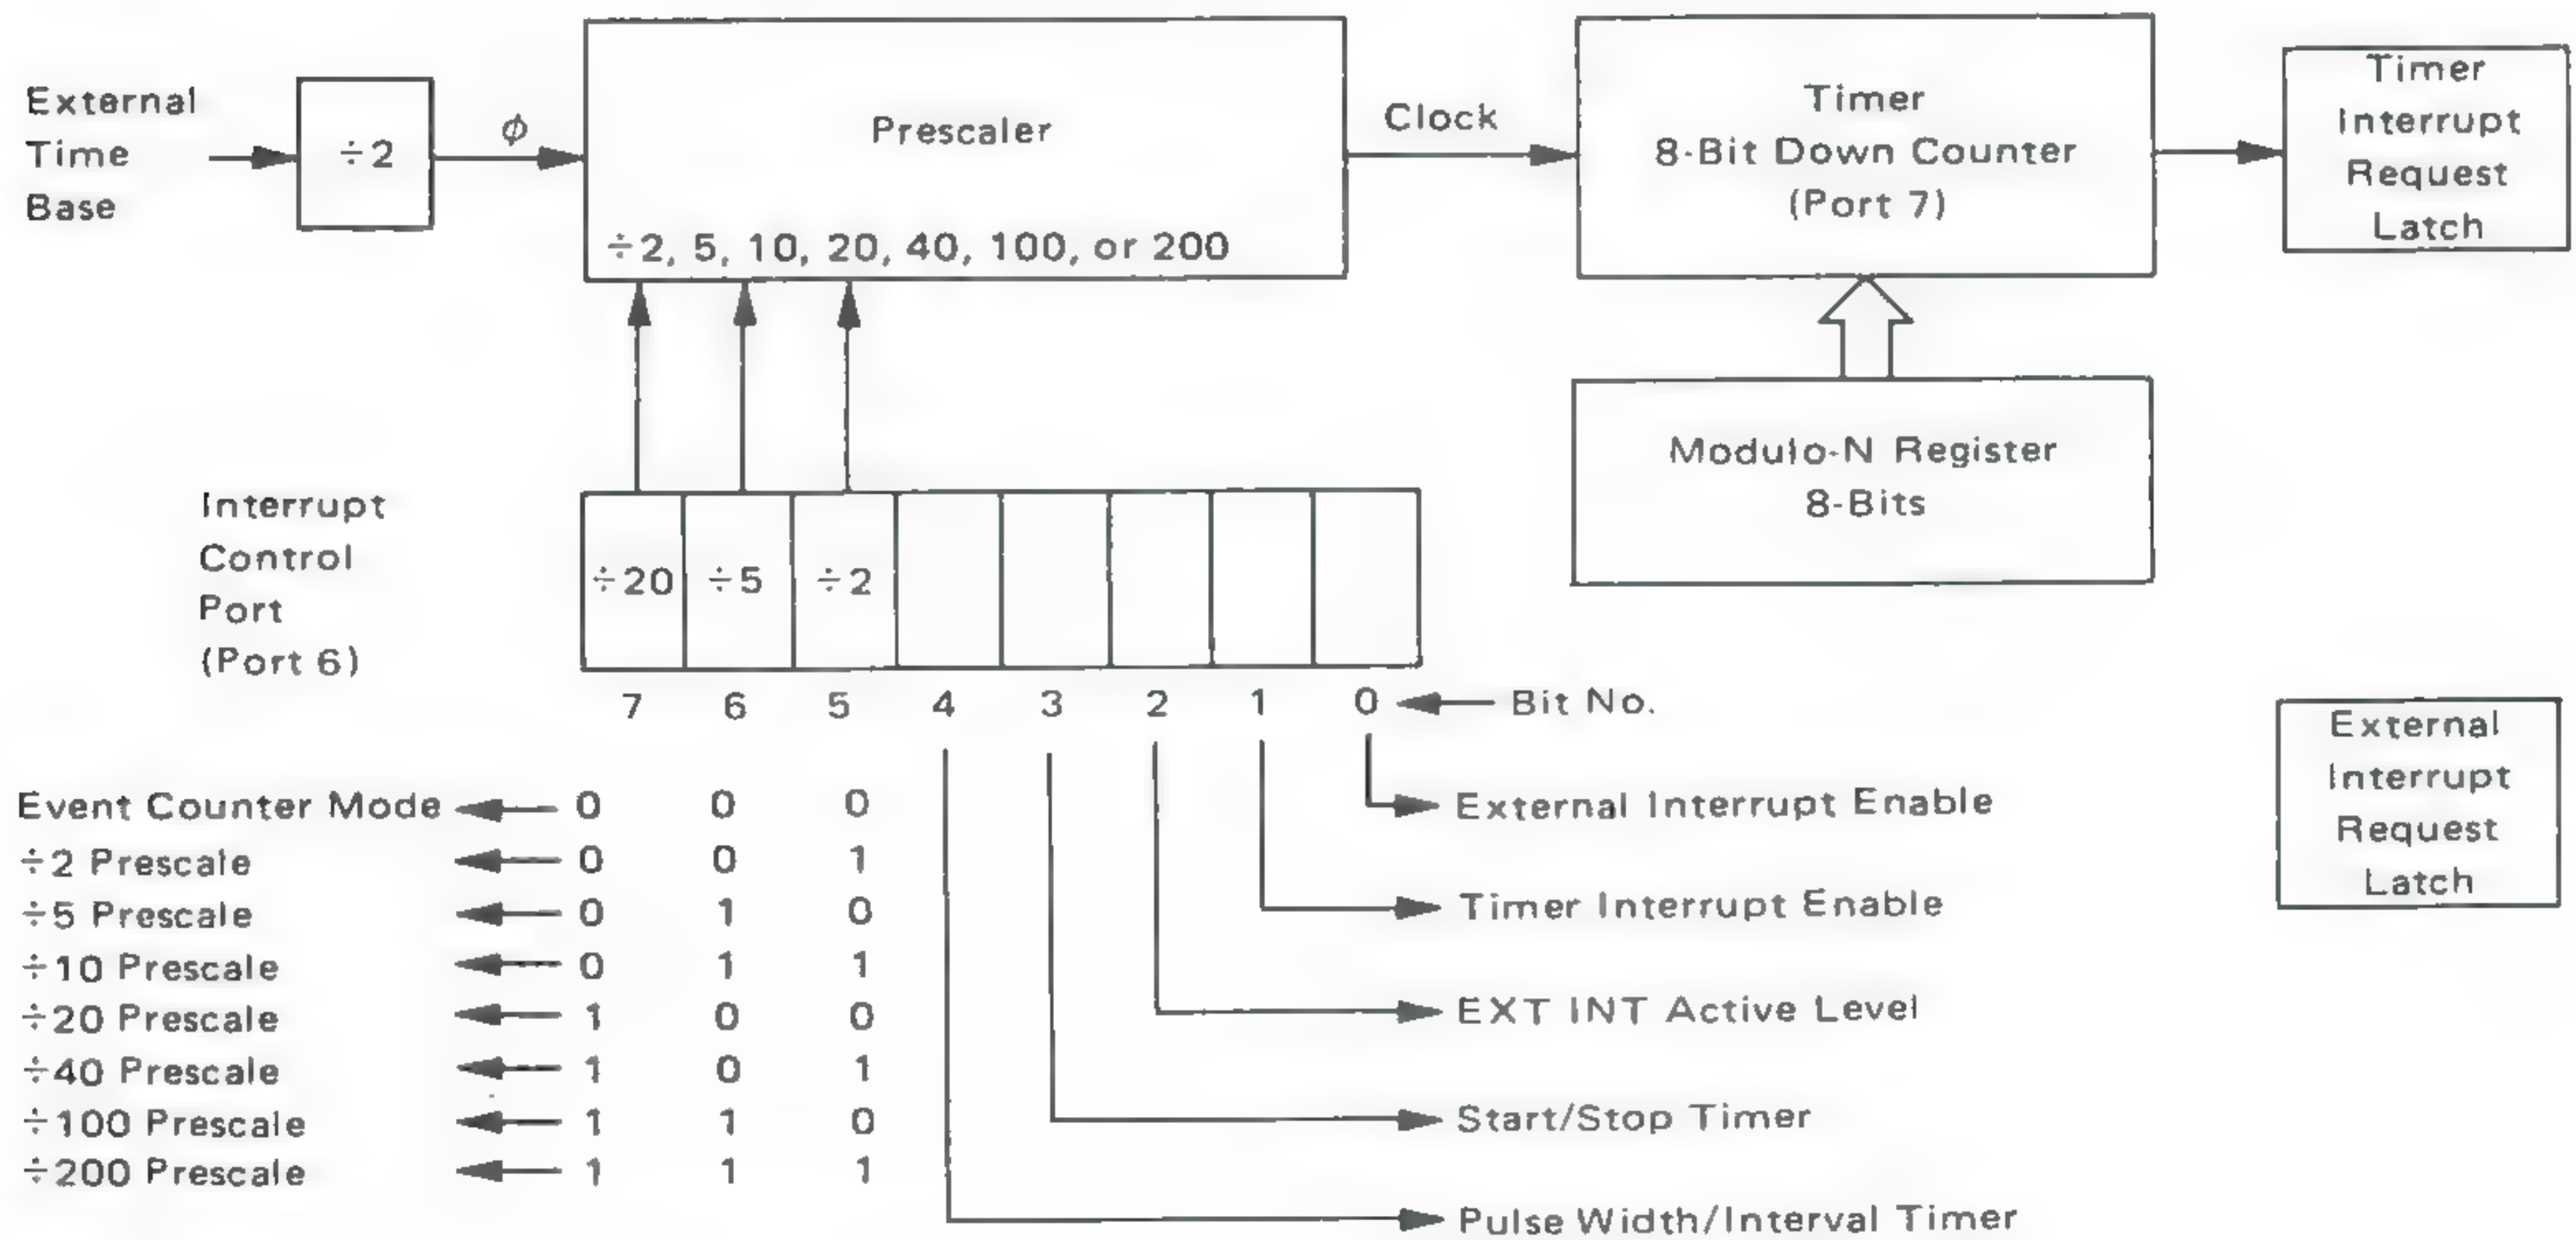 External
Time
Base
÷2
ϕ
Prescaler
÷2, 5, 10, 20, 40, 100, or 200
Clock
Timer
8-Bit Down Counter
(Port 7)
Timer
Interrupt
Request
Latch
Modulo-N Register
8-Bits
Interrupt
Control
Port
(Port 6)
÷20 ÷5 ÷2
7 6 5 4 3 2 1 0 Bit No.
External
Interrupt
Request
Latch
Event Counter Mode 0 0 0
÷2 Prescale 0 0 1
÷5 Prescale 0 1 0
÷10 Prescale 0 1 1
÷20 Prescale 1 0 0
÷40 Prescale 1 0 1
÷100 Prescale 1 1 0
÷200 Prescale 1 1 1
External Interrupt Enable
Timer Interrupt Enable
EXT INT Active Level
Start/Stop Timer
Pulse Width/Interval Timer